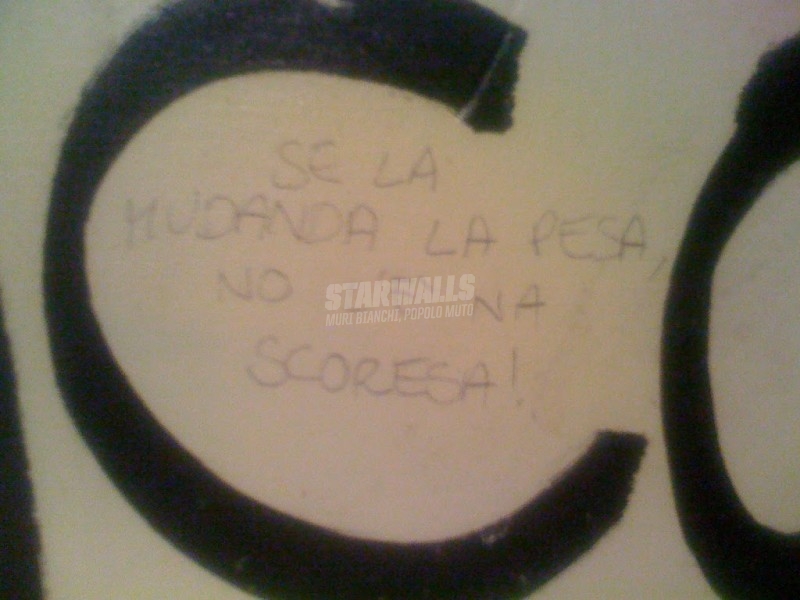 SE LA
MUDANDA LA PESA,
NO NA
SCORESA!
STARWALLS
MURI BIANCHI, POPOLO MUTO